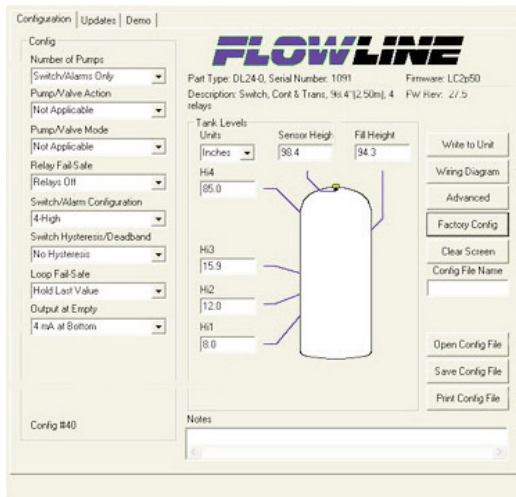 Configuration Updates Demo
Config
Number of Pumps
Switch/Alarms Only
Pump/Valve Action
Not Applicable
Pump/Valve Mode
Not Applicable
Relay Fail-Safe
Relays Off
Switch/Alarm Configuration
4-High
Switch Hysteresis/Deadband
No Hysteresis
Loop Fail-Safe
Hold Last Value
Output at Empty
4 mA at Bottom
Config #40
FLOWLINE
Part Type: DL24-0, Serial Number: 1091 Firmware: LC2p50
Description: Switch, Cont & Trans, 98.4"(2.50m), 4 FW Rev: 27.5
relays
Tank Levels
Units Sensor Heigh Fill Height
Inches 98.4 94.3
Hi4
85.0
Hi3
15.9
Hi2
12.0
Hi1
8.0
Write to Unit
Wiring Diagram
Advanced
Factory Config
Clear Screen
Config File Name
Open Config File
Save Config File
Print Config File
Notes